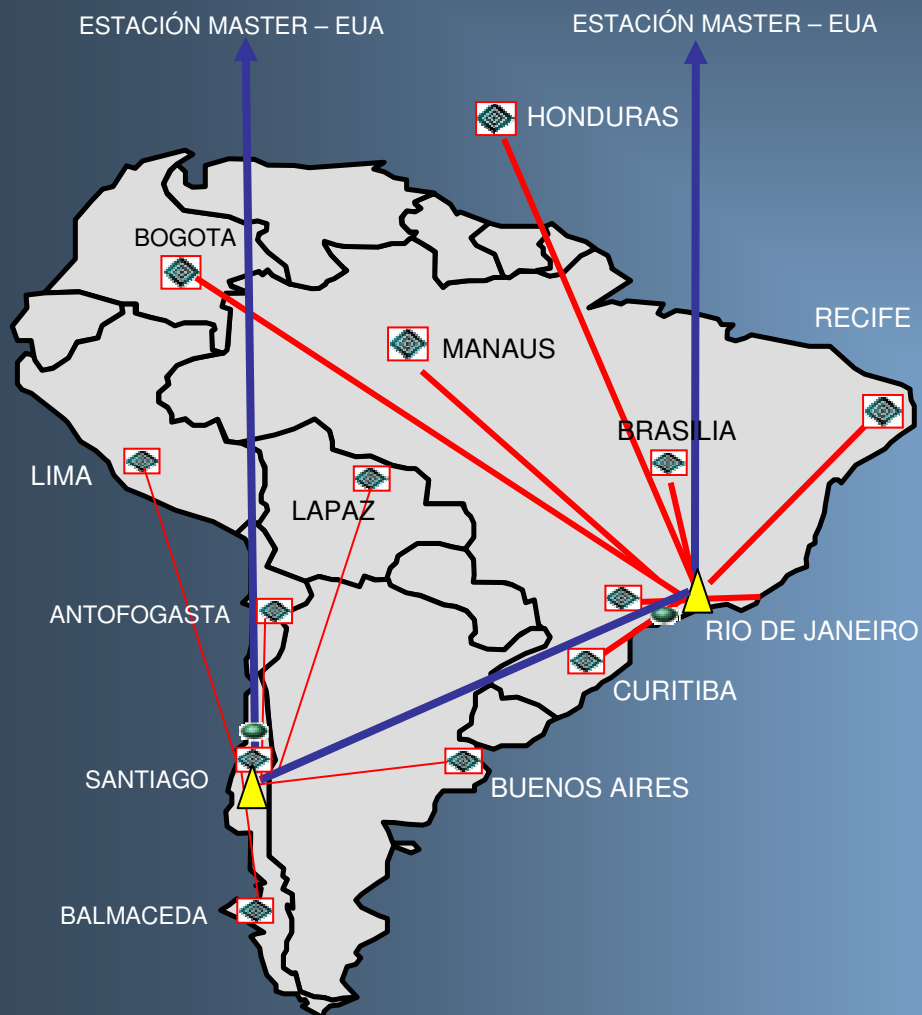 ESTACIÓN MASTER – EUA
ESTACIÓN MASTER – EUA
HONDURAS
BOGOTA
RECIFE
MANAUS
BRASILIA
LIMA
LAPAZ
ANTOFOGASTA
RIO DE JANEIRO
CURITIBA
SANTIAGO
BUENOS AIRES
BALMACEDA